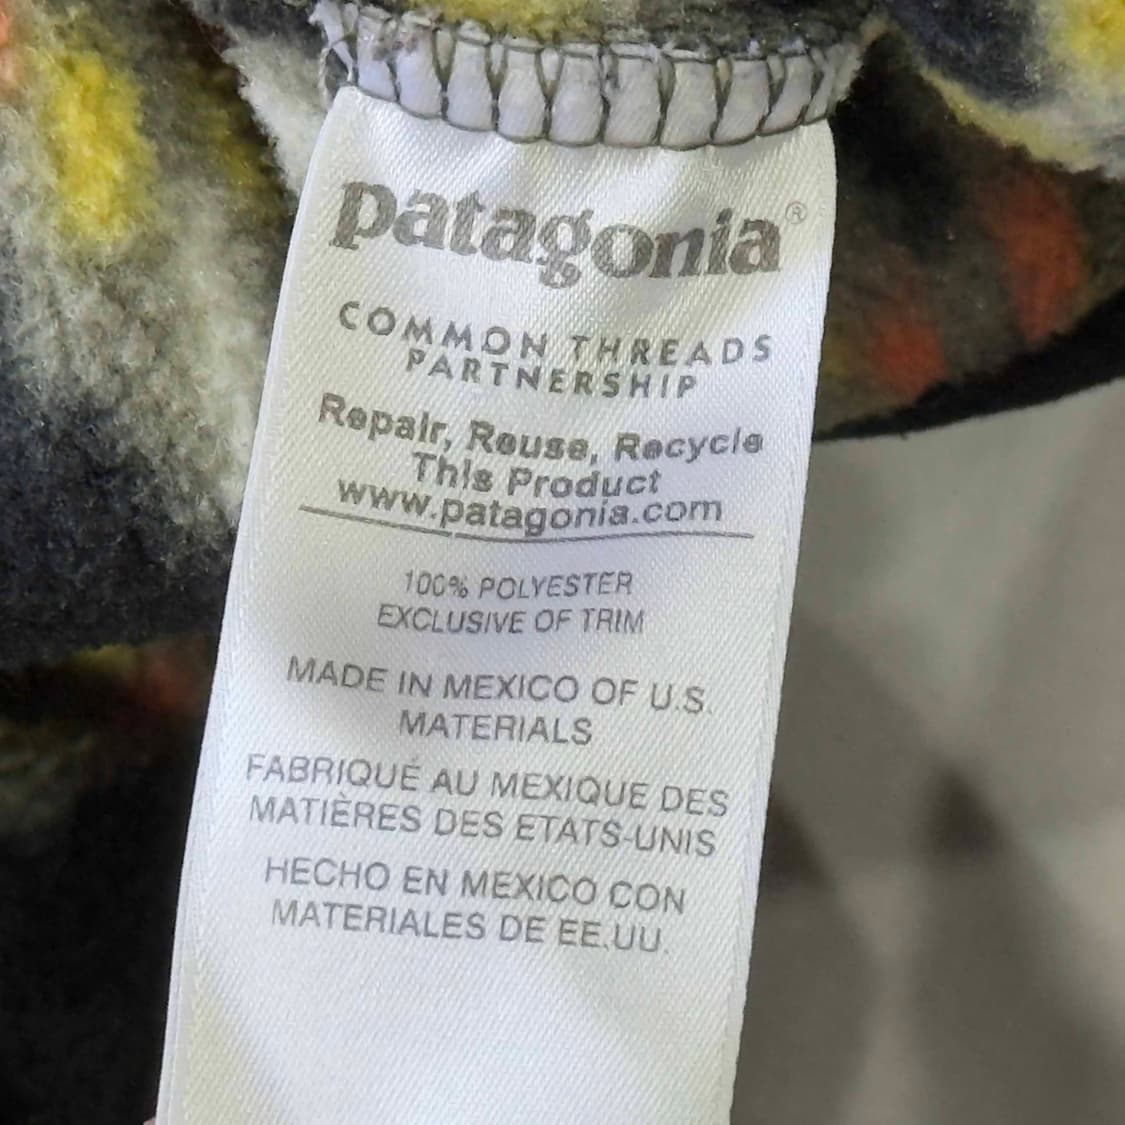 patagonia®
COMMON THREADS
PARTNERSHIP
Repair, Reuse, Recycle
This Product
www.patagonia.com
100% POLYESTER
EXCLUSIVE OF TRIM
MADE IN MEXICO OF U.S.
MATERIALS
FABRIQUÉ AU MEXIQUE DES
MATIÈRES DES ETATS-UNIS
HECHO EN MEXICO CON
MATERIALES DE EE.UU.